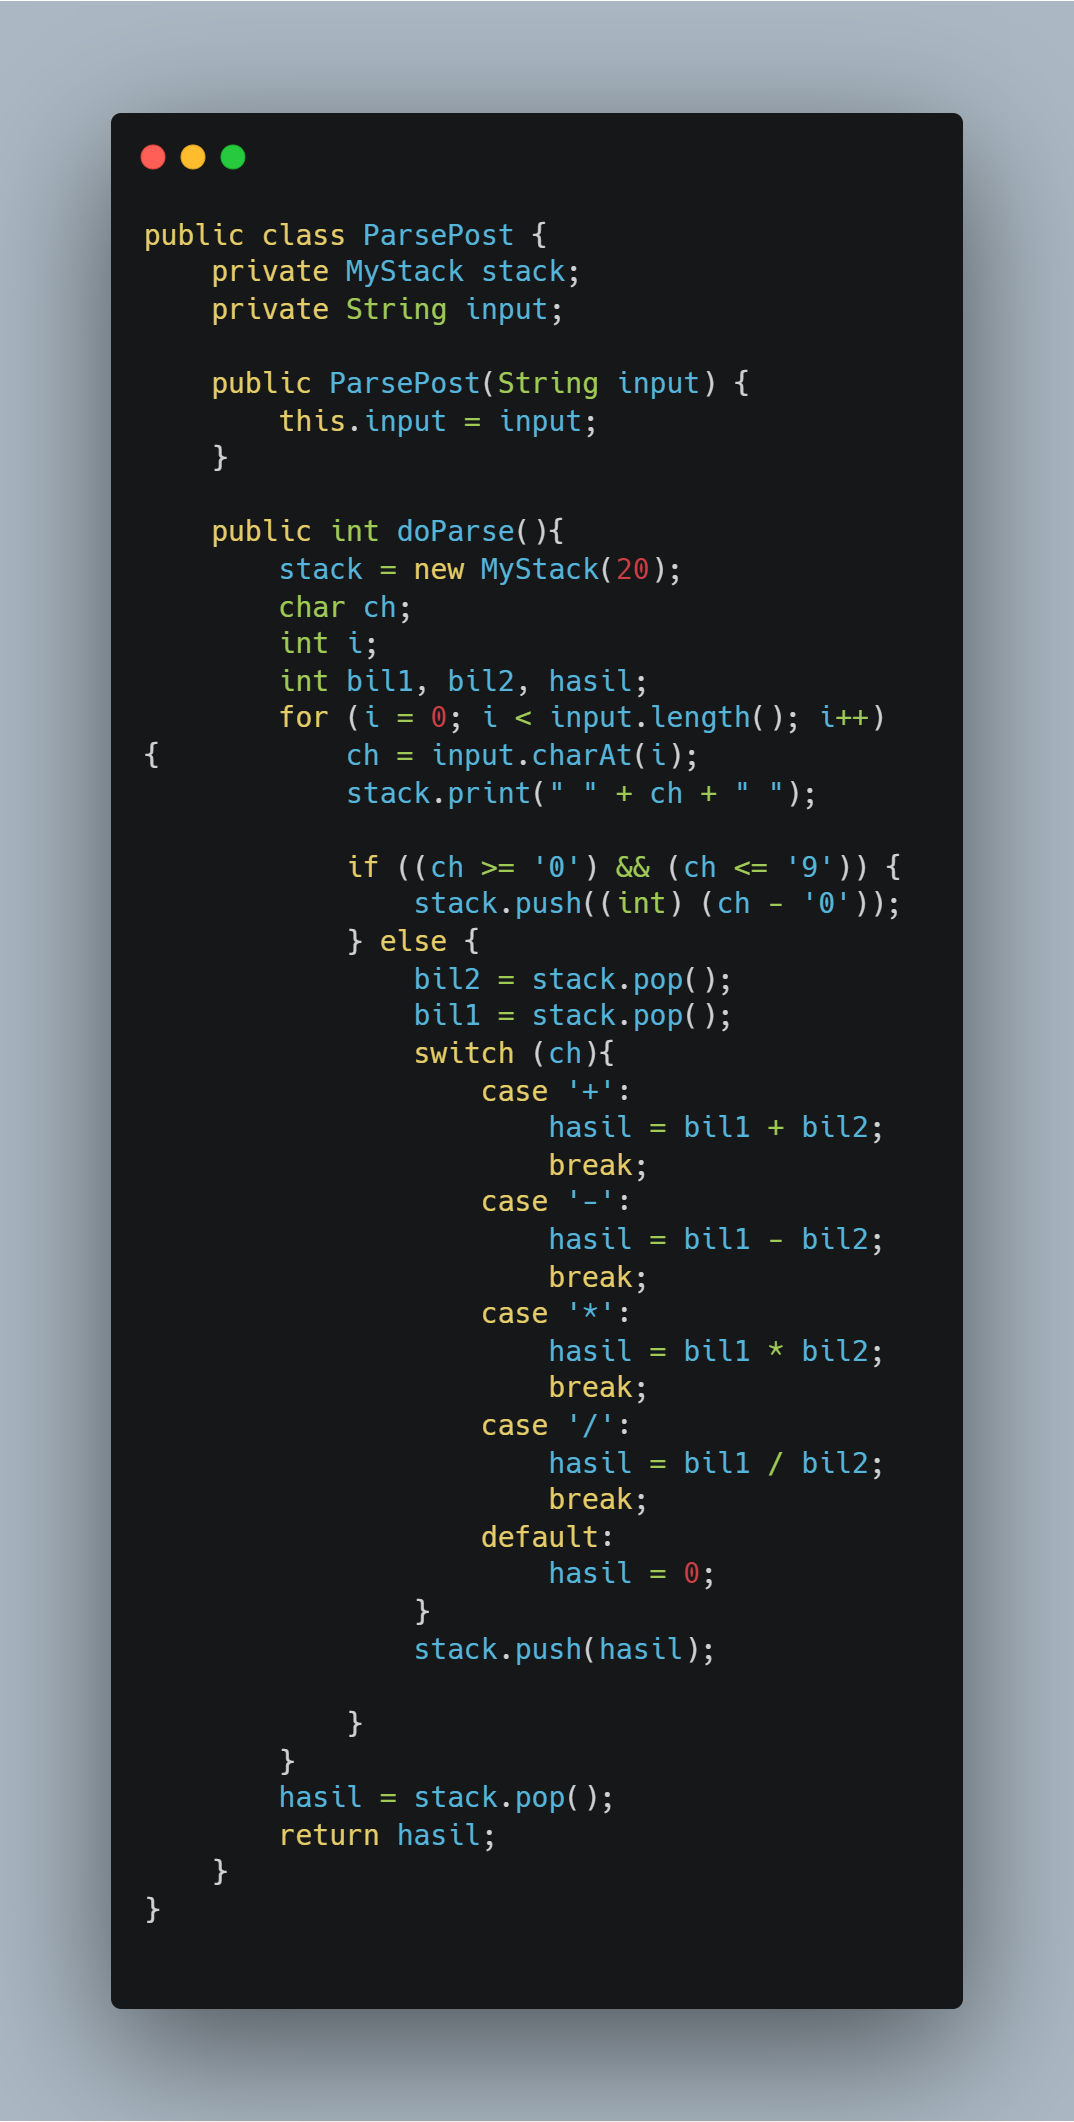 public class ParsePost {
    private MyStack stack;
    private String input;

    public ParsePost(String input) {
        this.input = input;
    }

    public int doParse(){
        stack = new MyStack(20);
        char ch;
        int i;
        int bil1, bil2, hasil;
        for (i = 0; i < input.length(); i++)
{           ch = input.charAt(i);
            stack.print(" " + ch + " ");

            if ((ch >= '0') && (ch <= '9')) {
                stack.push((int) (ch - '0'));
            } else {
                bil2 = stack.pop();
                bil1 = stack.pop();
                switch (ch){
                    case '+':
                        hasil = bil1 + bil2;
                        break;
                    case '-':
                        hasil = bil1 - bil2;
                        break;
                    case '*':
                        hasil = bil1 * bil2;
                        break;
                    case '/':
                        hasil = bil1 / bil2;
                        break;
                    default:
                        hasil = 0;
                }
                stack.push(hasil);

            }
        }
        hasil = stack.pop();
        return hasil;
    }
}